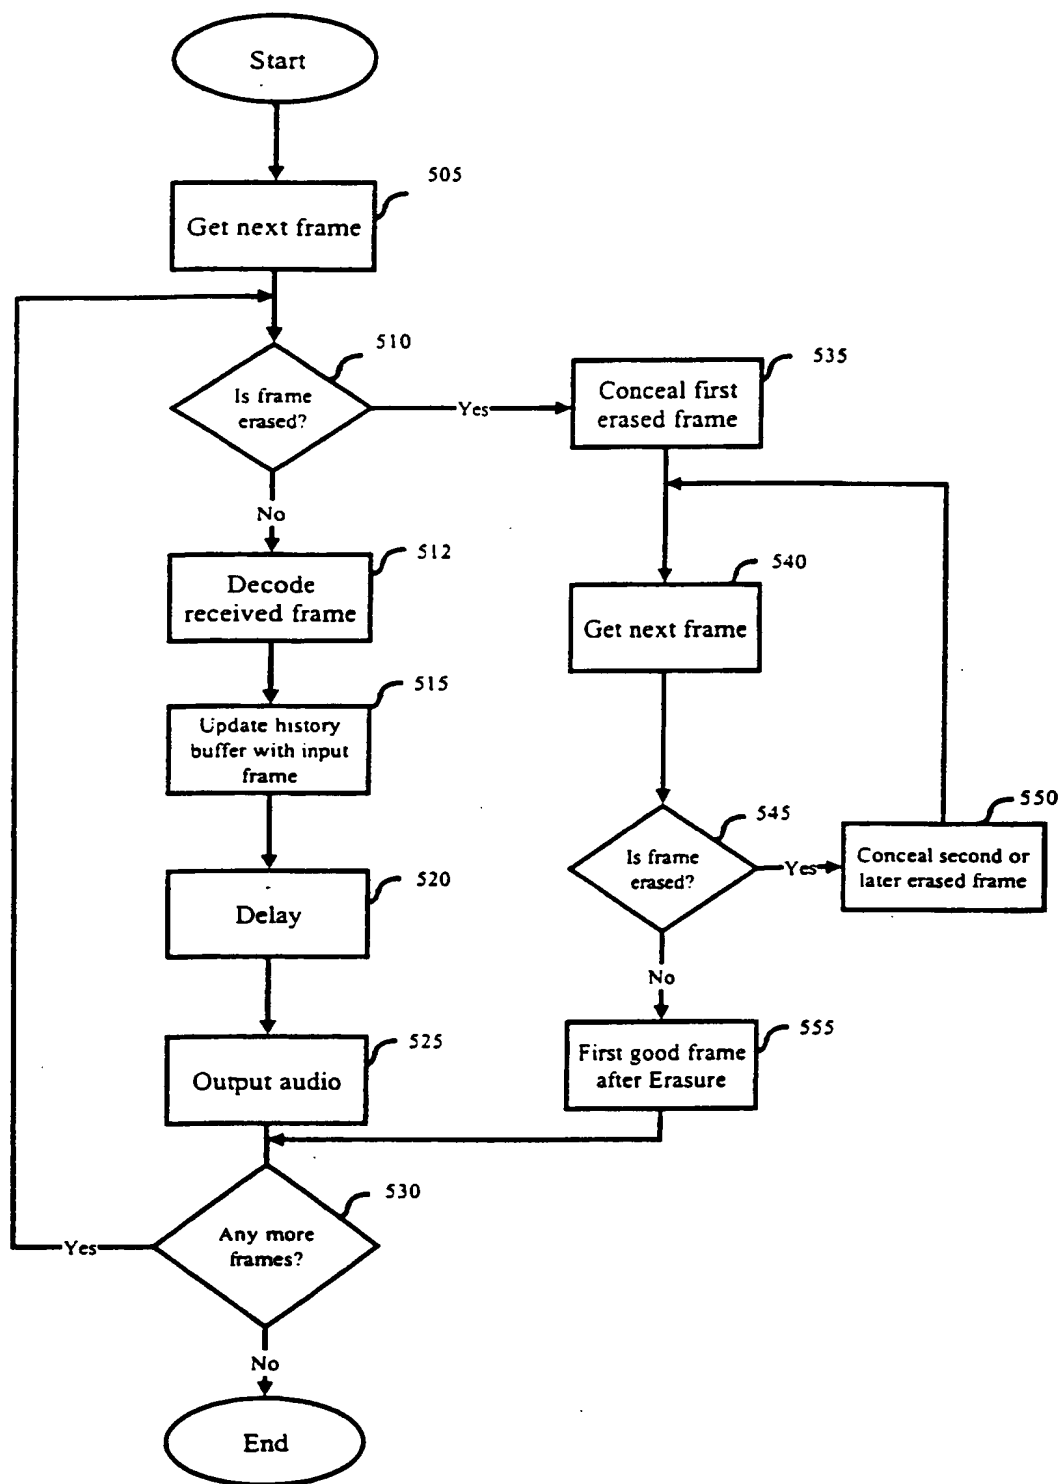 Start
505
Get next frame
510
Is frame
erased?
Yes
535
Conceal first
erased frame
No
512
Decode
received frame
540
Get next frame
515
Update history
buffer with input
frame
545
Is frame
erased?
Yes
550
Conceal second or
later erased frame
520
Delay
No
525
Output audio
555
First good frame
after Erasure
530
Any more
frames?
Yes
No
End